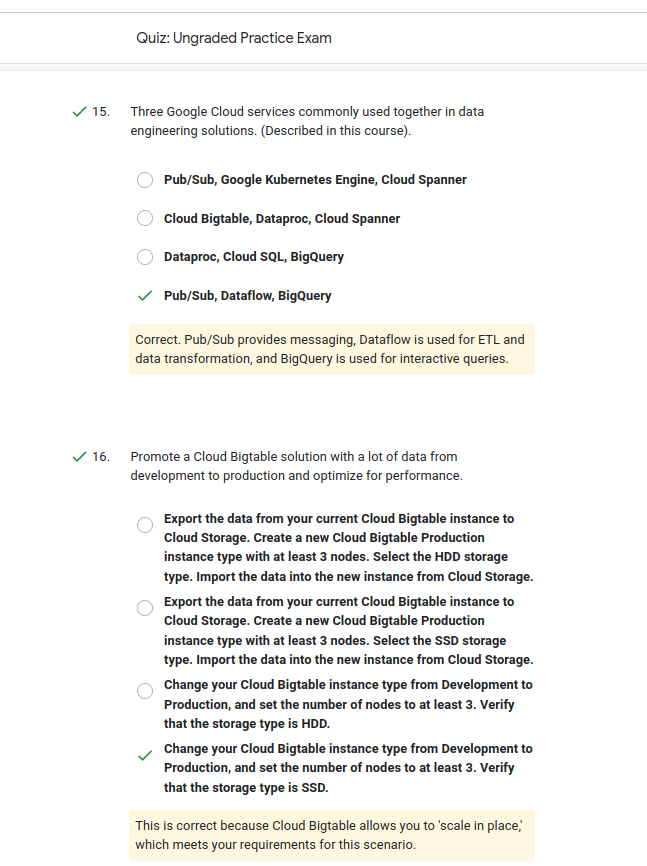 Quiz: Ungraded Practice Exam
15. Three Google Cloud services commonly used together in data
engineering solutions. (Described in this course).
Pub/Sub, Google Kubernetes Engine, Cloud Spanner
Cloud Bigtable, Dataproc, Cloud Spanner
Dataproc, Cloud SQL, BigQuery
Pub/Sub, Dataflow, BigQuery
Correct. Pub/Sub provides messaging, Dataflow is used for ETL and
data transformation, and BigQuery is used for interactive queries.
16. Promote a Cloud Bigtable solution with a lot of data from
development to production and optimize for performance.
Export the data from your current Cloud Bigtable instance to
Cloud Storage. Create a new Cloud Bigtable Production
instance type with at least 3 nodes. Select the HDD storage
type. Import the data into the new instance from Cloud Storage.
Export the data from your current Cloud Bigtable instance to
Cloud Storage. Create a new Cloud Bigtable Production
instance type with at least 3 nodes. Select the SSD storage
type. Import the data into the new instance from Cloud Storage.
Change your Cloud Bigtable instance type from Development to
Production, and set the number of nodes to at least 3. Verify
that the storage type is HDD.
Change your Cloud Bigtable instance type from Development to
Production, and set the number of nodes to at least 3. Verify
that the storage type is SSD.
This is correct because Cloud Bigtable allows you to 'scale in place,'
which meets your requirements for this scenario.